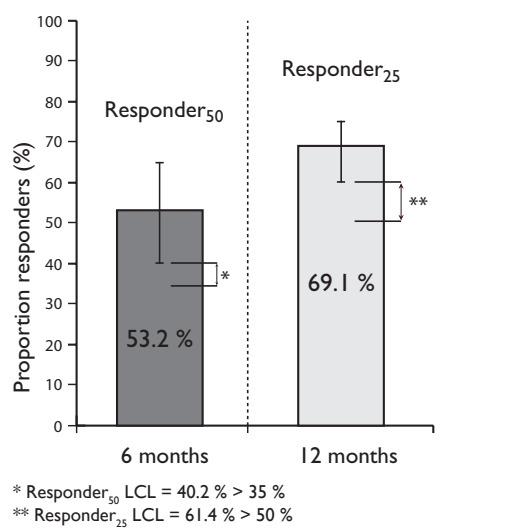 100
90
80
70
60
50
40
30
20
10
0
Proportion responders (%)
Responder50
Responder25
*
**
53.2 %
69.1 %
6 months
12 months
* Responder50 LCL = 40.2 % > 35 %
** Responder25 LCL = 61.4 % > 50 %